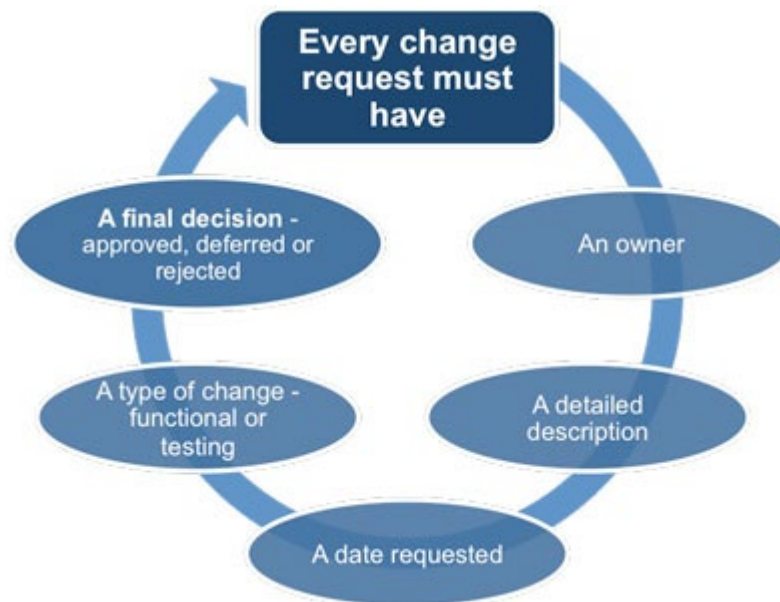 Every change
request must
have
An owner
A detailed
description
A date requested
A type of change -
functional or
testing
A final decision -
approved, deferred or
rejected